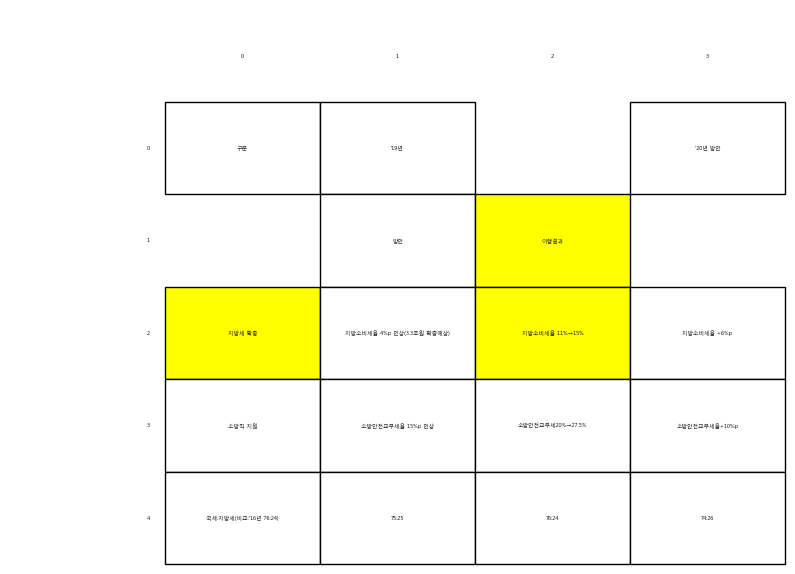 0 1 2 3
0 구분 '19년 '20년 방안
1 방안 이행결과
2 지방세 확충 지방소비세율 4%p 인상(3.3조원 확충예상) 지방소비세율 11%→15% 지방소비세율 +6%p
3 소방직 지원 소방안전교부세율 15%p 인상 소방안전교부세20%→27.5% 소방안전교부세율+10%p
4 국세:지방세(비교:'16년 76:24) 75:25 76:24 74:26